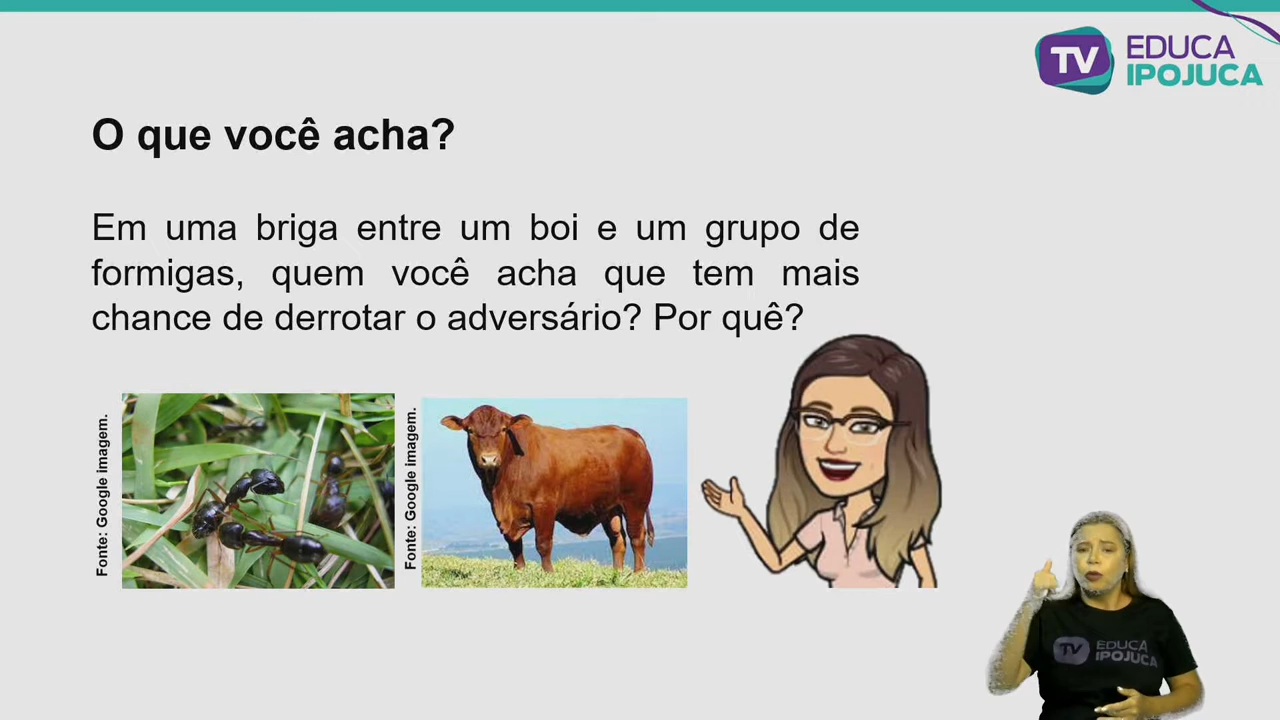 TV EDUCA
IPOJUCA
O que você acha?
Em uma briga entre um boi e um grupo de
formigas, quem você acha que tem mais
chance de derrotar o adversário? Por quê?
Fonte: Google imagem.
Fonte: Google imagem.
TV EDUCA
IPOJUCA